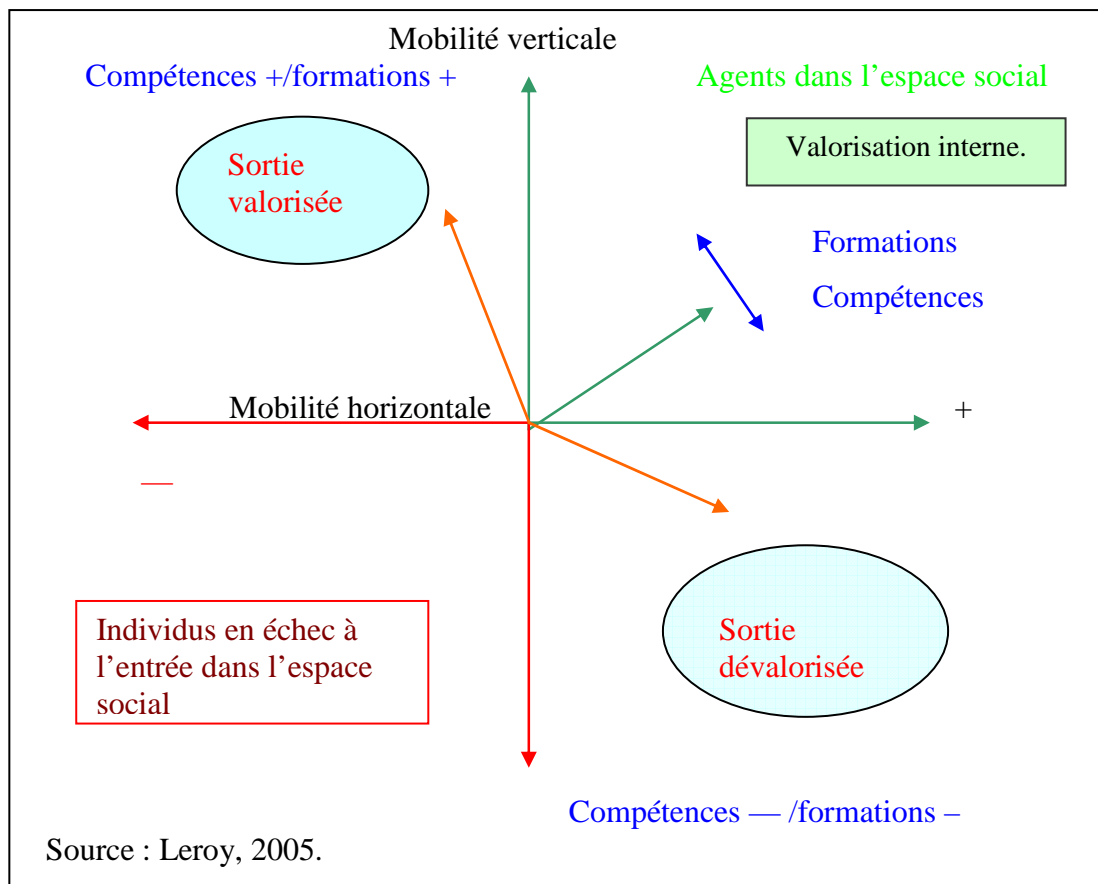 Mobilité verticale
Compétences +/formations +
Agents dans l’espace social
Valorisation interne.
Sortie
valorisée
Formations
Compétences
Mobilité horizontale
+
—
Individus en échec à
l’entrée dans l’espace
social
Sortie
dévalorisée
Compétences — /formations –
Source : Leroy, 2005.